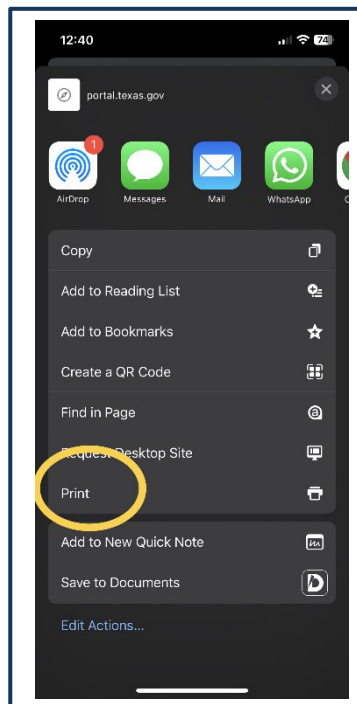 12:40
74
portal.texas.gov
1
AirDrop
Messages
Mail
WhatsApp
Copy
Add to Reading List
Add to Bookmarks
Create a QR Code
Find in Page
Request Desktop Site
Print
Add to New Quick Note
Save to Documents
Edit Actions...